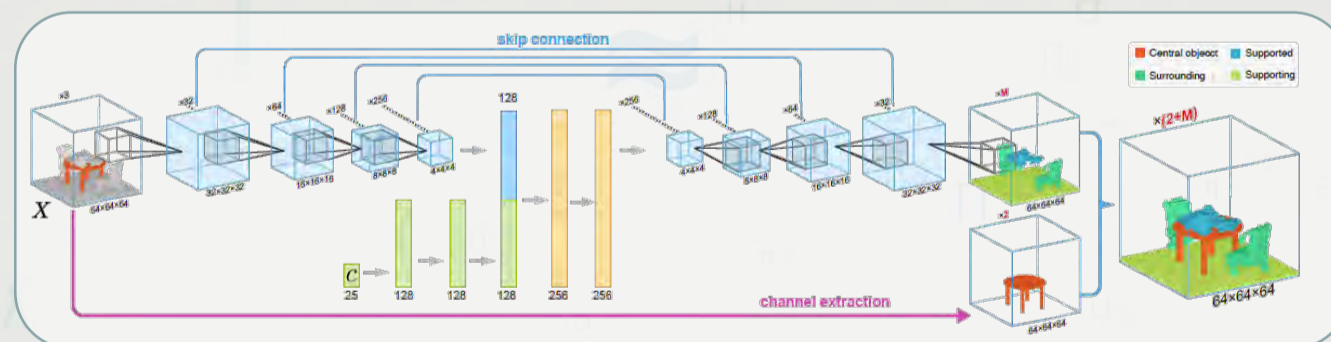 skip connection
Central objecct
Supported
Surrounding
Supporting
×3
×32
×64
×128
×256
128
×256
×128
×64
×32
×M
×(2+M)
4×4×4
8×8×8
16×16×16
32×32×32
64×64×64
X
4×4×4
8×8×8
16×16×16
32×32×32
64×64×64
×2
C
25
128
128
128
256
256
channel extraction
64×64×64
64×64×64